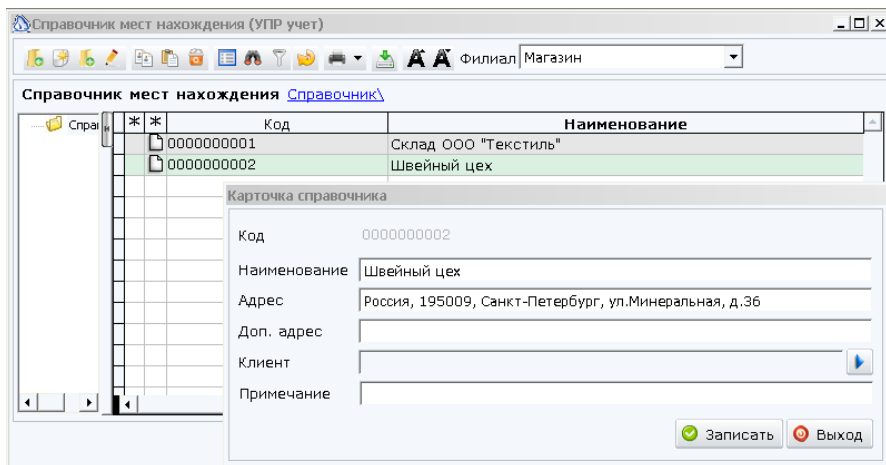 Справочник мест нахождения (УПР учет)
Филиал Магазин
Справочник мест нахождения Справочник\
Спра
* * Код Наименование
0000000001 Склад ООО "Текстиль"
0000000002 Швейный цех
Карточка справочника
Код 0000000002
Наименование Швейный цех
Адрес Россия, 195009, Санкт-Петербург, ул.Минеральная, д.36
Доп. адрес
Клиент
Примечание
Записать Выход